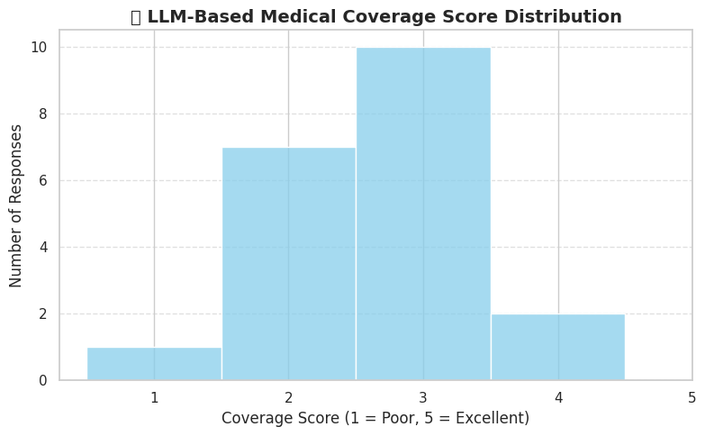 LLM-Based Medical Coverage Score Distribution
10
8
6
4
2
0
Number of Responses
1 2 3 4 5
Coverage Score (1 = Poor, 5 = Excellent)